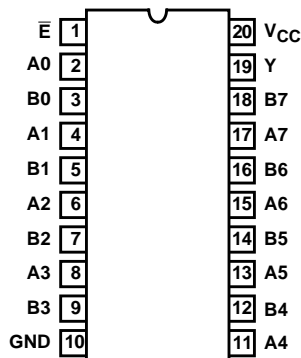 E̅ 1 20 VCC
A0 2 19 Y
B0 3 18 B7
A1 4 17 A7
B1 5 16 B6
A2 6 15 A6
B2 7 14 B5
A3 8 13 A5
B3 9 12 B4
GND 10 11 A4